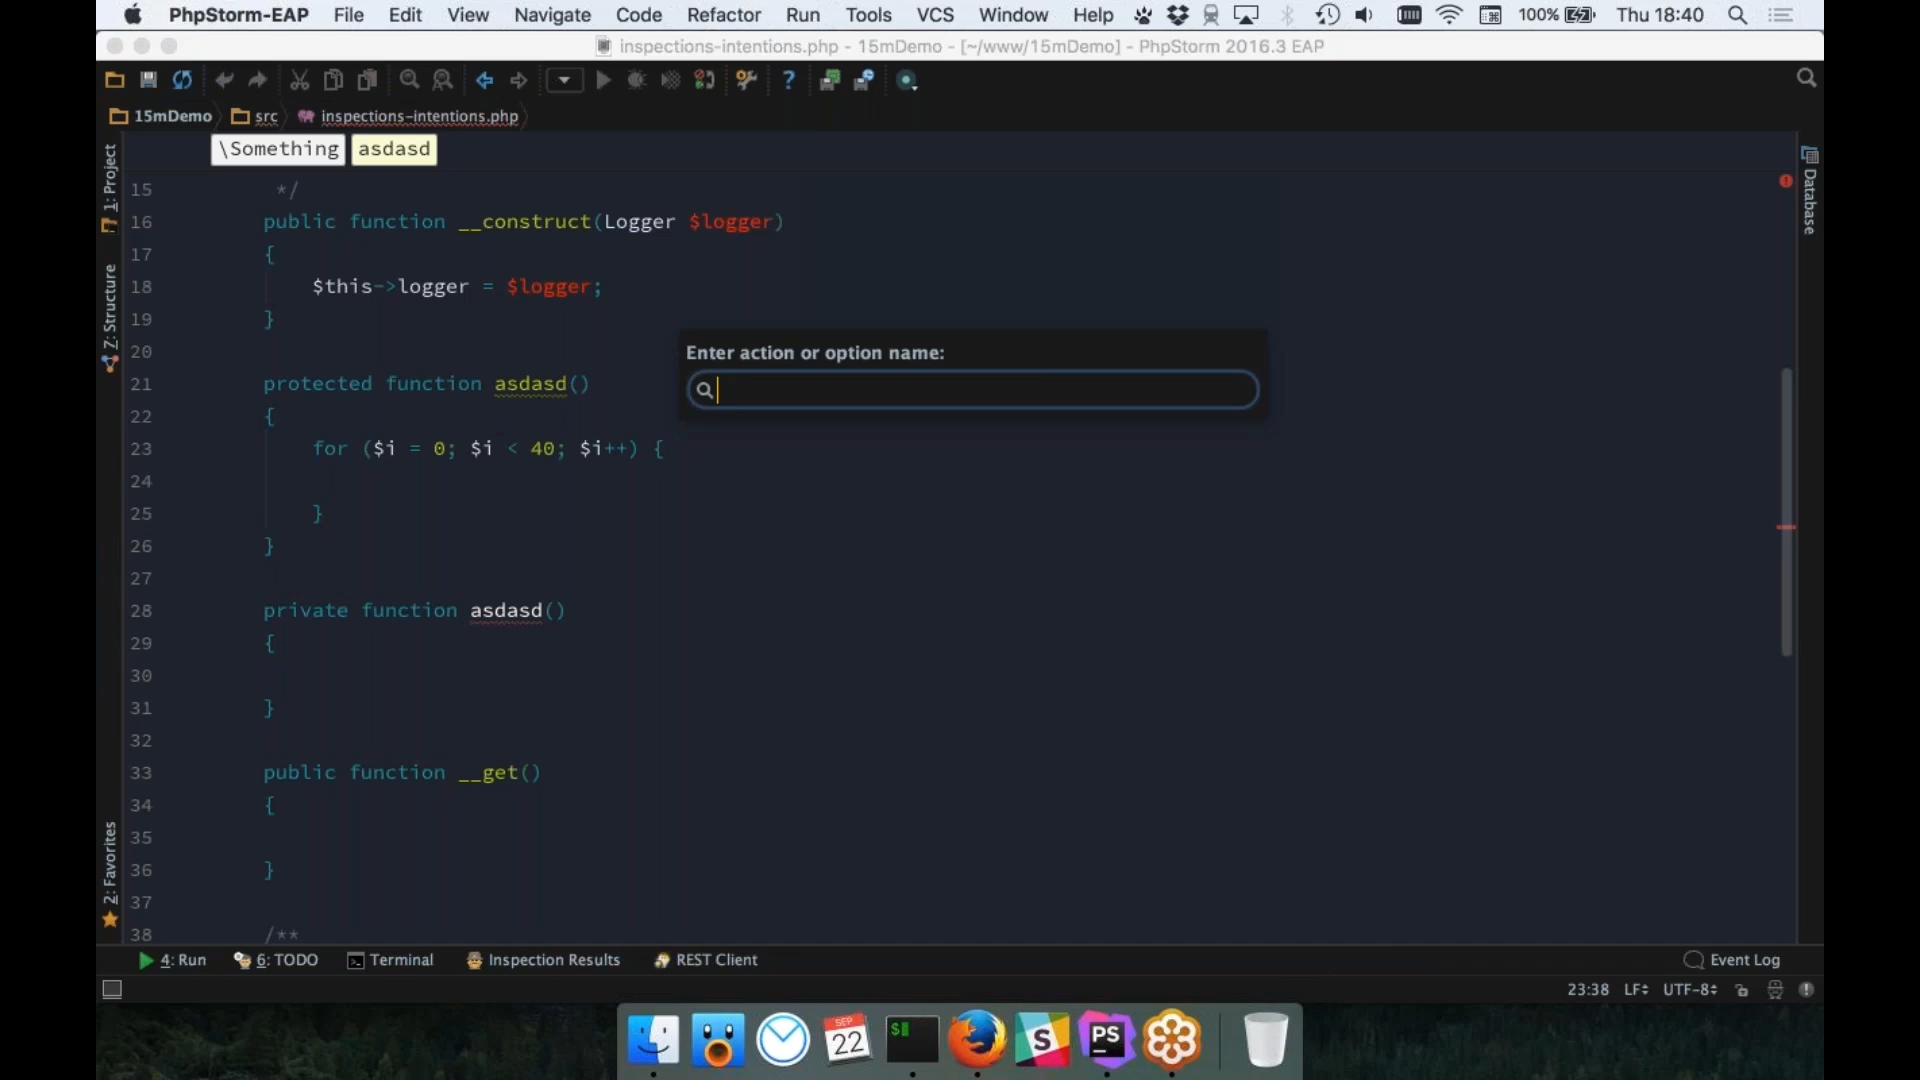 PhpStorm-EAP File Edit View Navigate Code Refactor Run Tools VCS Window Help 100% Thu 18:40
inspections-intentions.php - 15mDemo - [~/www/15mDemo] - PhpStorm 2016.3 EAP
15mDemo src inspections-intentions.php
\Something asdasd
1: Project
7: Structure
2: Favorites
Database
15 */
16 public function __construct(Logger $logger)
17 {
18 $this->logger = $logger;
19 }
20
21 protected function asdasd()
22 {
23 for ($i = 0; $i < 40; $i++) {
24
25 }
26 }
27
28 private function asdasd()
29 {
30
31 }
32
33 public function __get()
34 {
35
36 }
37
38 /**
Enter action or option name:
4: Run 6: TODO Terminal Inspection Results REST Client Event Log
23:38 LF UTF-8
SEP
22
$
S
PS